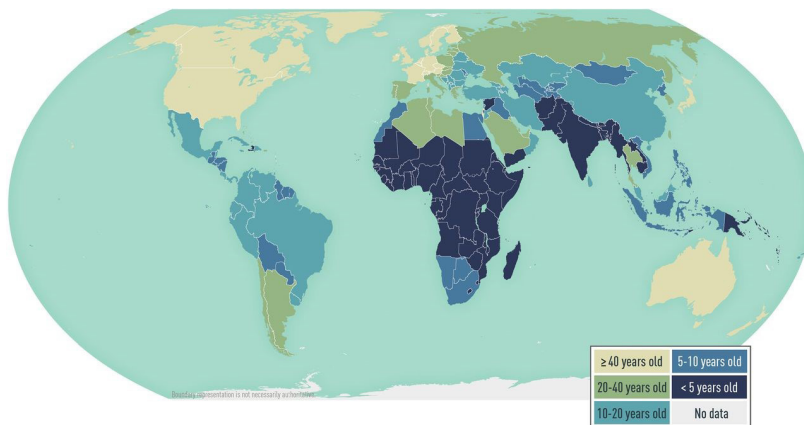 ≥ 40 years old
5-10 years old
20-40 years old
< 5 years old
10-20 years old
No data
Boundary representation is not necessarily authoritative.